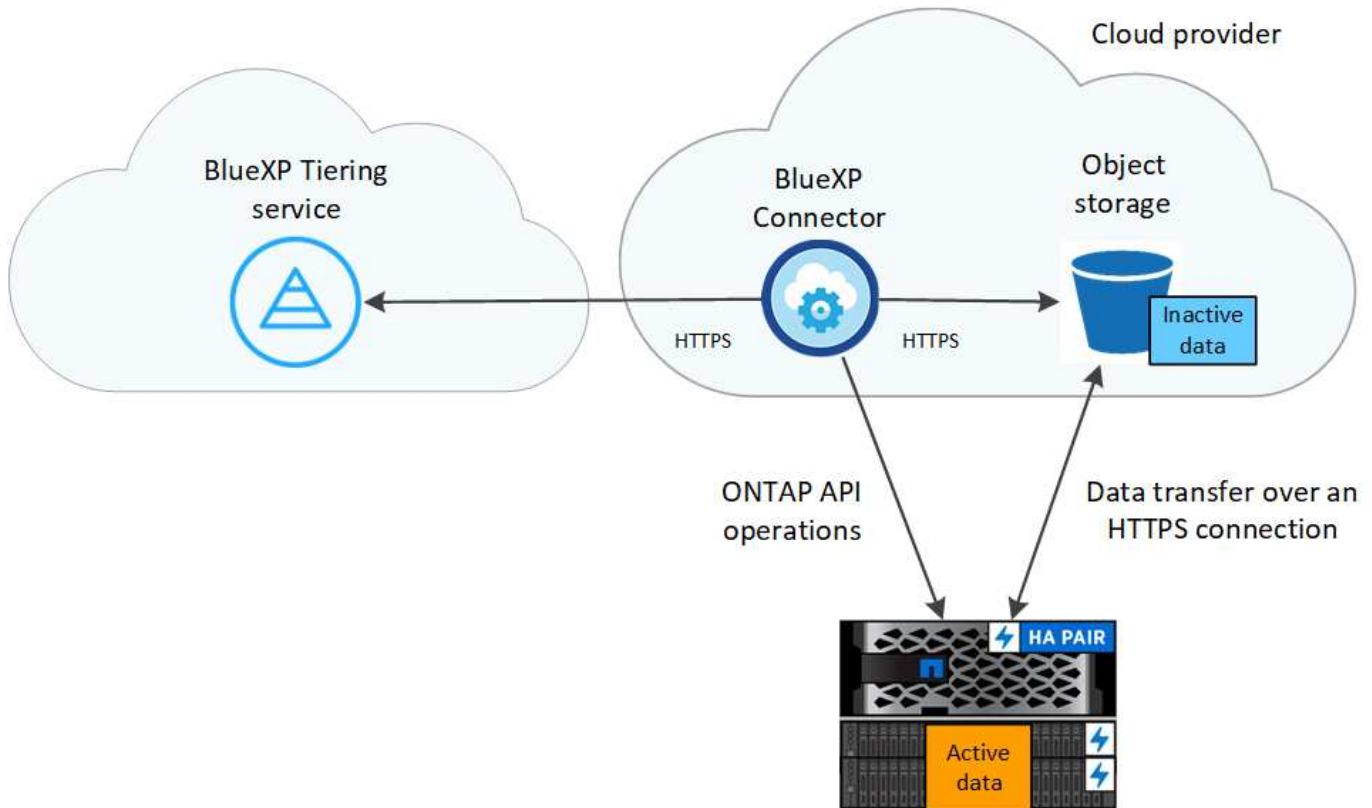 Cloud provider
BlueXP Tiering
service
BlueXP
Connector
Object
storage
Inactive
data
HTTPS
HTTPS
ONTAP API
operations
Data transfer over an
HTTPS connection
HA PAIR
Active
data